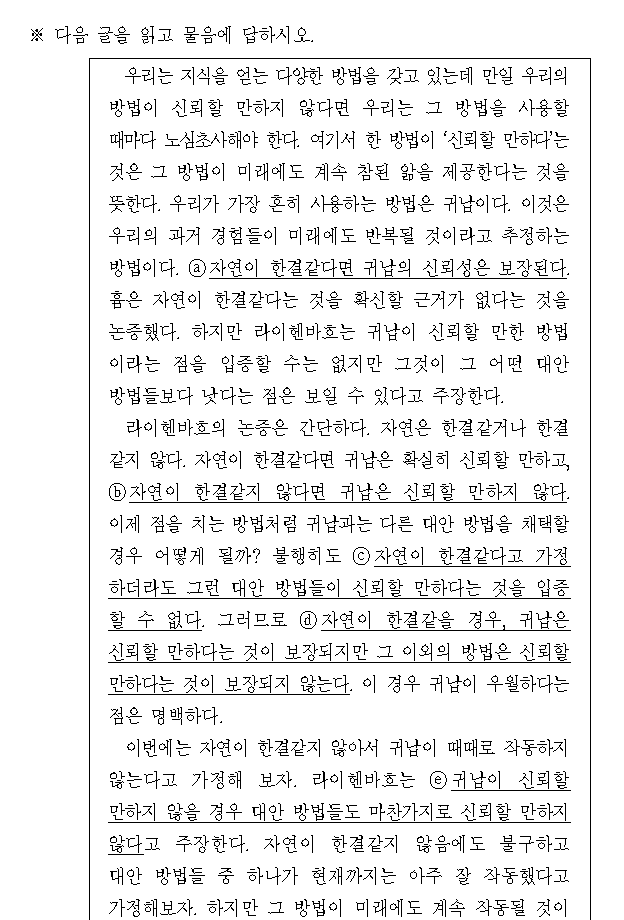 ※ 다음 글을 읽고 물음에 답하시오.
우리는 지식을 얻는 다양한 방법을 갖고 있는데 만일 우리의
방법이 신뢰할 만하지 않다면 우리는 그 방법을 사용할
때마다 노심초사해야 한다. 여기서 한 방법이 ‘신뢰할 만하다’는
것은 그 방법이 미래에도 계속 참된 앎을 제공한다는 것을
뜻한다. 우리가 가장 흔히 사용하는 방법은 귀납이다. 이것은
우리의 과거 경험들이 미래에도 반복될 것이라고 추정하는
방법이다. ⓐ자연이 한결같다면 귀납의 신뢰성은 보장된다.
흄은 자연이 한결같다는 것을 확신할 근거가 없다는 것을
논증했다. 하지만 라이헨바흐는 귀납이 신뢰할 만한 방법
이라는 점을 입증할 수는 없지만 그것이 그 어떤 대안
방법들보다 낫다는 점은 보일 수 있다고 주장한다.
라이헨바흐의 논증은 간단하다. 자연은 한결같거나 한결
같지 않다. 자연이 한결같다면 귀납은 확실히 신뢰할 만하고,
ⓑ자연이 한결같지 않다면 귀납은 신뢰할 만하지 않다.
이제 점을 치는 방법처럼 귀납과는 다른 대안 방법을 채택할
경우 어떻게 될까? 불행히도 ⓒ자연이 한결같다고 가정
하더라도 그런 대안 방법들이 신뢰할 만하다는 것을 입증
할 수 없다. 그러므로 ⓓ자연이 한결같을 경우, 귀납은
신뢰할 만하다는 것이 보장되지만 그 이외의 방법은 신뢰할
만하다는 것이 보장되지 않는다. 이 경우 귀납이 우월하다는
점은 명백하다.
이번에는 자연이 한결같지 않아서 귀납이 때때로 작동하지
않는다고 가정해 보자. 라이헨바흐는 ⓔ귀납이 신뢰할
만하지 않을 경우 대안 방법들도 마찬가지로 신뢰할 만하지
않다고 주장한다. 자연이 한결같지 않음에도 불구하고
대안 방법들 중 하나가 현재까지는 아주 잘 작동했다고
가정해보자. 하지만 그 방법이 미래에도 계속 작동될 것이